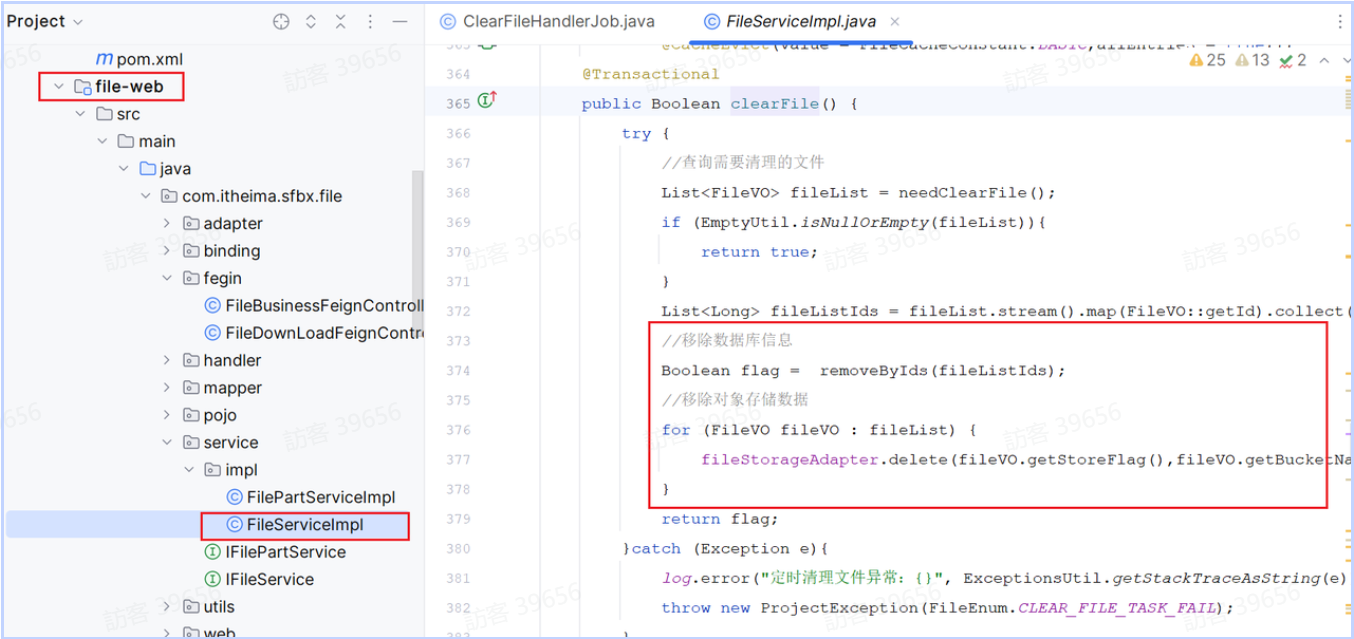 Project
ClearFileHandlerJob.java
FileServiceImpl.java
pom.xml
file-web
src
main
java
com.itheima.sfbx.file
adapter
binding
fegin
FileBusinessFeignControll
FileDownLoadFeignContr
handler
mapper
pojo
service
impl
FilePartServiceImpl
FileServiceImpl
IFilePartService
IFileService
utils
web
25 13 2
364 @Transactional
365 public Boolean clearFile() {
366 try {
367 //查询需要清理的文件
368 List<FileVO> fileList = needClearFile();
369 if (EmptyUtil.isNullOrEmpty(fileList)){
370 return true;
371 }
372 List<Long> fileListIds = fileList.stream().map(FileVO::getId).collect(
373 //移除数据库信息
374 Boolean flag =  removeByIds(fileListIds);
375 //移除对象存储数据
376 for (FileVO fileVO : fileList) {
377 fileStorageAdapter.delete(fileVO.getStoreFlag(),fileVO.getBucketNa
378 }
379 return flag;
380 }catch (Exception e){
381 log.error("定时清理文件异常：{}", ExceptionsUtil.getStackTraceAsString(e)
382 throw new ProjectException(FileEnum.CLEAR_FILE_TASK_FAIL);
訪客 39656